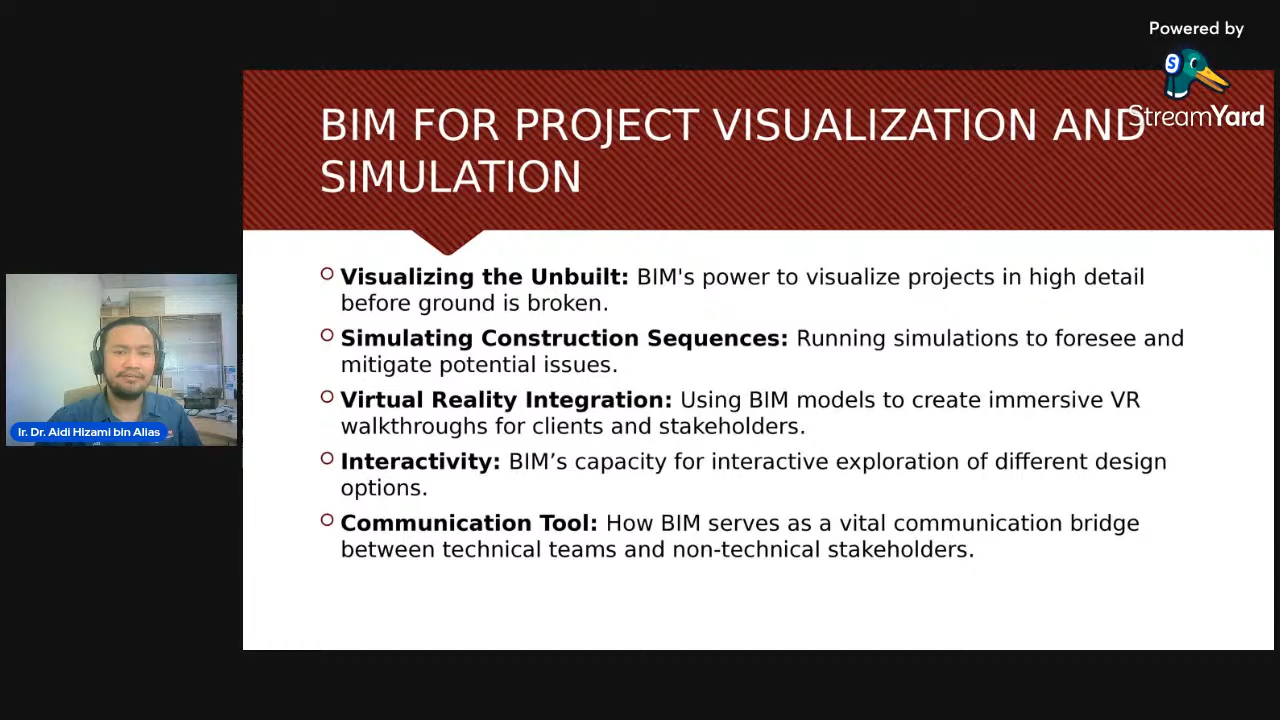 Powered by
StreamYard
BIM FOR PROJECT VISUALIZATION AND
SIMULATION
Visualizing the Unbuilt: BIM's power to visualize projects in high detail
before ground is broken.
Simulating Construction Sequences: Running simulations to foresee and
mitigate potential issues.
Virtual Reality Integration: Using BIM models to create immersive VR
walkthroughs for clients and stakeholders.
Interactivity: BIM’s capacity for interactive exploration of different design
options.
Communication Tool: How BIM serves as a vital communication bridge
between technical teams and non-technical stakeholders.
Ir. Dr. Aidi Hizami bin Alias